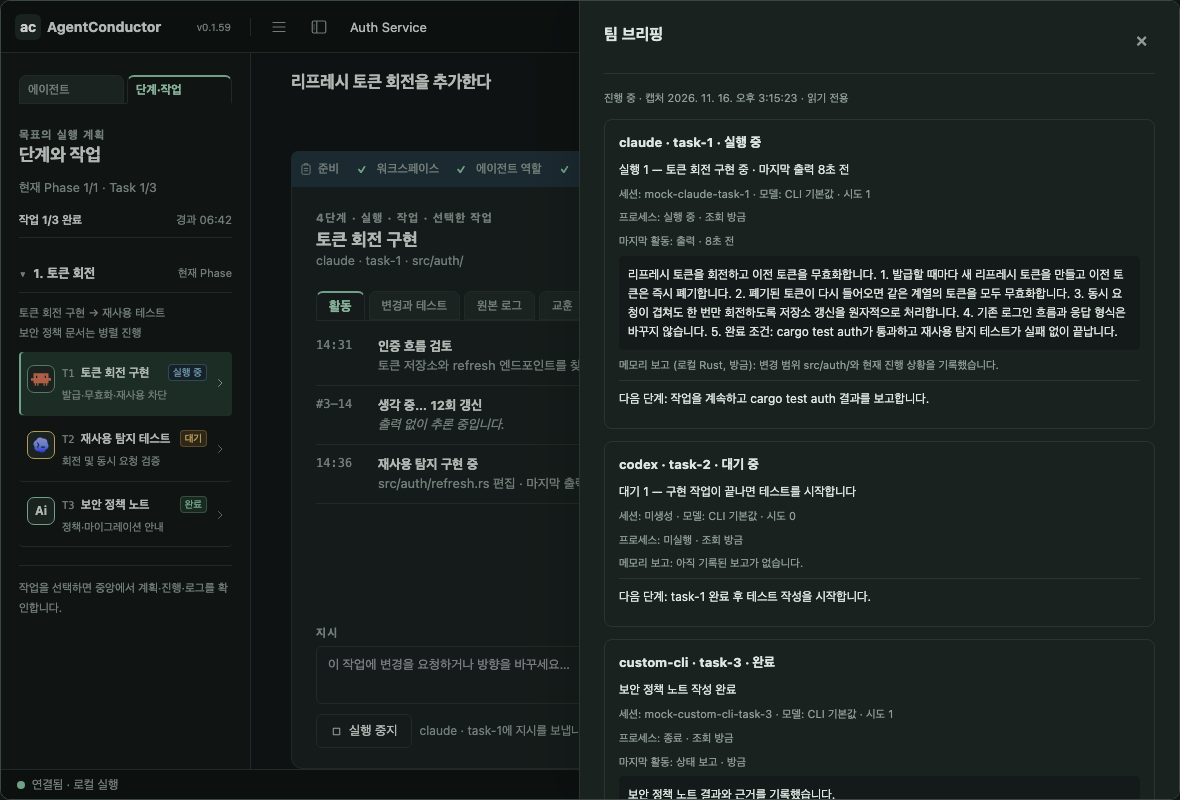 ac AgentConductor v0.1.59 Auth Service
에이전트 단계·작업
목표의 실행 계획
단계와 작업
현재 Phase 1/1 · Task 1/3
작업 1/3 완료 경과 06:42
1. 토큰 회전 현재 Phase
토큰 회전 구현 → 재사용 테스트
보안 정책 문서는 병렬 진행
T1 토큰 회전 구현 실행 중
발급·무효화·재사용 차단
T2 재사용 탐지 테스트 대기
회전 및 동시 요청 검증
Ai T3 보안 정책 노트 완료
정책·마이그레이션 안내
작업을 선택하면 중앙에서 계획·진행·로그를 확
인합니다.
연결됨 · 로컬 실행
리프레시 토큰 회전을 추가한다
준비 ✓ 워크스페이스 ✓ 에이전트 역할 ✓
4단계 · 실행 · 작업 · 선택한 작업
토큰 회전 구현
claude · task-1 · src/auth/
활동 변경과 테스트 원본 로그 교훈
14:31 인증 흐름 검토
토큰 저장소와 refresh 엔드포인트를
#3–14 생각 중… 12회 갱신
출력 없이 추론 중입니다.
14:36 재사용 탐지 구현 중
src/auth/refresh.rs 편집 · 마지막
지시
이 작업에 변경을 요청하거나 방향을 바꾸세요…
실행 중지 claude · task-1에 지시를
팀 브리핑 ×
진행 중 · 캡처 2026. 11. 16. 오후 3:15:23 · 읽기 전용
claude · task-1 · 실행 중
실행 1 — 토큰 회전 구현 중 · 마지막 출력 8초 전
세션: mock-claude-task-1 · 모델: CLI 기본값 · 시도 1
프로세스: 실행 중 · 조회 방금
마지막 활동: 출력 · 8초 전
리프레시 토큰을 회전하고 이전 토큰을 무효화합니다. 1. 발급할 때마다 새 리프레시 토큰을 만들고 이전 토
큰은 즉시 폐기합니다. 2. 폐기된 토큰이 다시 들어오면 같은 계열의 토큰을 모두 무효화합니다. 3. 동시 요
청이 겹쳐도 한 번만 회전하도록 저장소 갱신을 원자적으로 처리합니다. 4. 기존 로그인 흐름과 응답 형식은
바꾸지 않습니다. 5. 완료 조건: cargo test auth가 통과하고 재사용 탐지 테스트가 실패 없이 끝납니다.
메모리 보고 (로컬 Rust, 방금): 변경 범위 src/auth/와 현재 진행 상황을 기록했습니다.
다음 단계: 작업을 계속하고 cargo test auth 결과를 보고합니다.
codex · task-2 · 대기 중
대기 1 — 구현 작업이 끝나면 테스트를 시작합니다
세션: 미생성 · 모델: CLI 기본값 · 시도 0
프로세스: 미실행 · 조회 방금
메모리 보고: 아직 기록된 보고가 없습니다.
다음 단계: task-1 완료 후 테스트 작성을 시작합니다.
custom-cli · task-3 · 완료
보안 정책 노트 작성 완료
세션: mock-custom-cli-task-3 · 모델: CLI 기본값 · 시도 1
프로세스: 종료 · 조회 방금
마지막 활동: 상태 보고 · 방금
보안 정책 노트 결과와 근거를 기록했습니다.